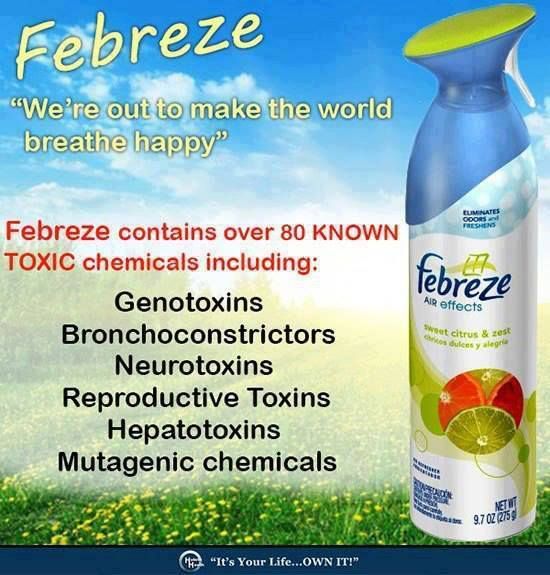 Febreze
“We're out to make the world
breathe happy”
Febreze contains over 80 KNOWN
TOXIC chemicals including:
Genotoxins
Bronchoconstrictors
Neurotoxins
Reproductive Toxins
Hepatotoxins
Mutagenic chemicals
ELIMINATES
ODORS and
FRESHENS
febreze
AIR effects
sweet citrus & zest
cítricos dulces y alegría
NET WT
9.7 OZ (275 g)
“It's Your Life...OWN IT!”